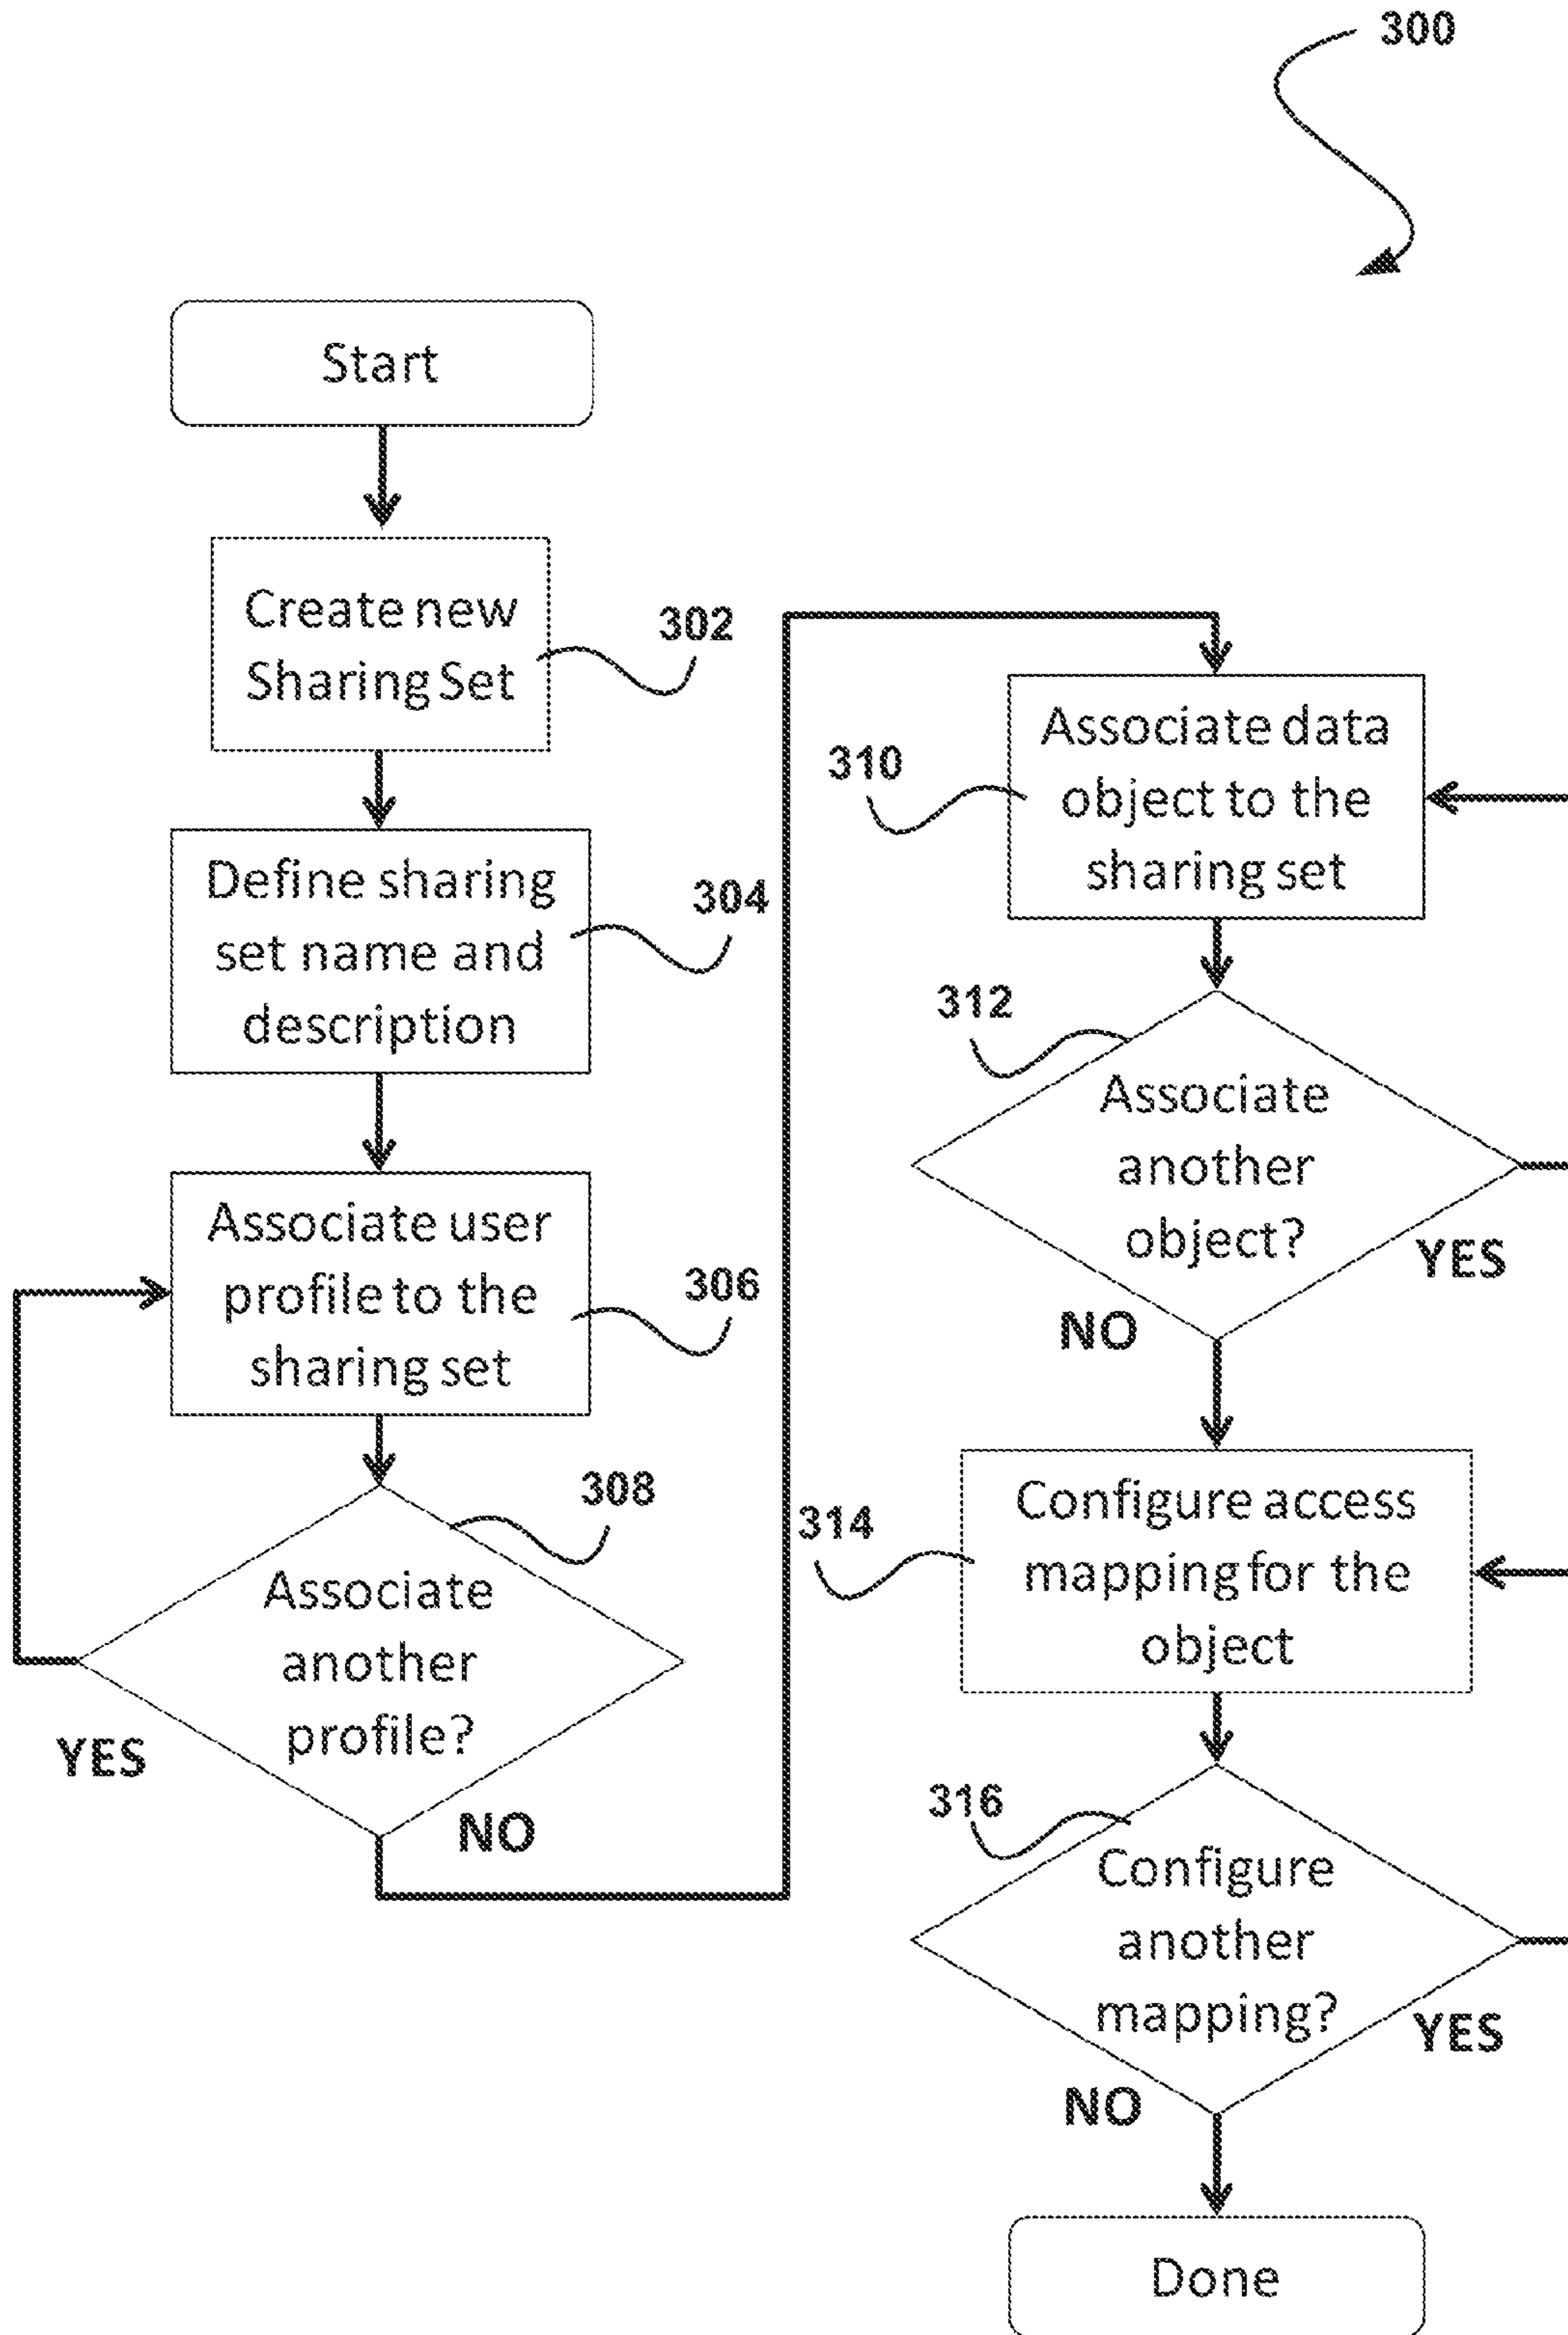 300
Start
Create new
Sharing Set
302
Define sharing
set name and
description
304
Associate user
profile to the
sharing set
306
Associate
another
profile?
308
YES
NO
Associate data
object to the
sharing set
310
Associate
another
object?
312
YES
NO
Configure access
mapping for the
object
314
Configure
another
mapping?
316
YES
NO
Done